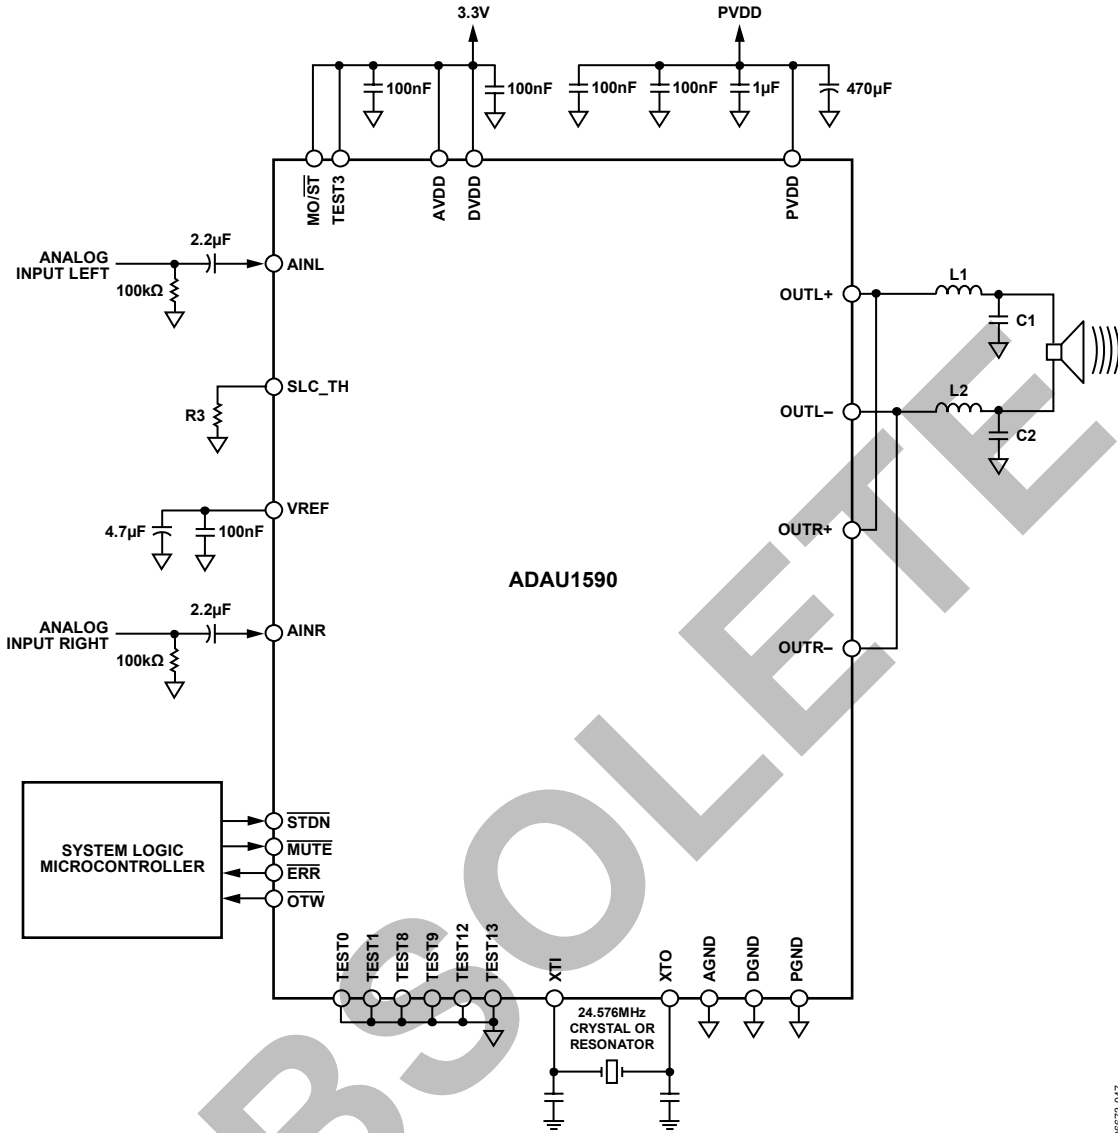 3.3V
PVDD
100nF
100nF
100nF
100nF
1µF
470µF
MO/ST
TEST3
AVDD
DVDD
PVDD
ANALOG
INPUT LEFT
2.2µF
100kΩ
AINL
SLC_TH
R3
VREF
4.7µF
100nF
ANALOG
INPUT RIGHT
2.2µF
100kΩ
AINR
ADAU1590
OUTL+
L1
C1
OUTL–
L2
C2
OUTR+
OUTR–
SYSTEM LOGIC
MICROCONTROLLER
STDN
MUTE
ERR
OTW
TEST0
TEST1
TEST8
TEST9
TEST12
TEST13
XTI
XTO
AGND
DGND
PGND
24.576MHz
CRYSTAL OR
RESONATOR
BSOLETE